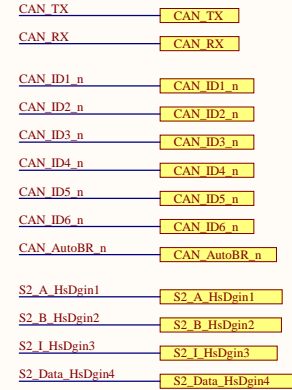 CAN_TX CAN_TX
CAN_RX CAN_RX
CAN_ID1_n CAN_ID1_n
CAN_ID2_n CAN_ID2_n
CAN_ID3_n CAN_ID3_n
CAN_ID4_n CAN_ID4_n
CAN_ID5_n CAN_ID5_n
CAN_ID6_n CAN_ID6_n
CAN_AutoBR_n CAN_AutoBR_n
S2_A_HsDgin1 S2_A_HsDgin1
S2_B_HsDgin2 S2_B_HsDgin2
S2_I_HsDgin3 S2_I_HsDgin3
S2_Data_HsDgin4 S2_Data_HsDgin4